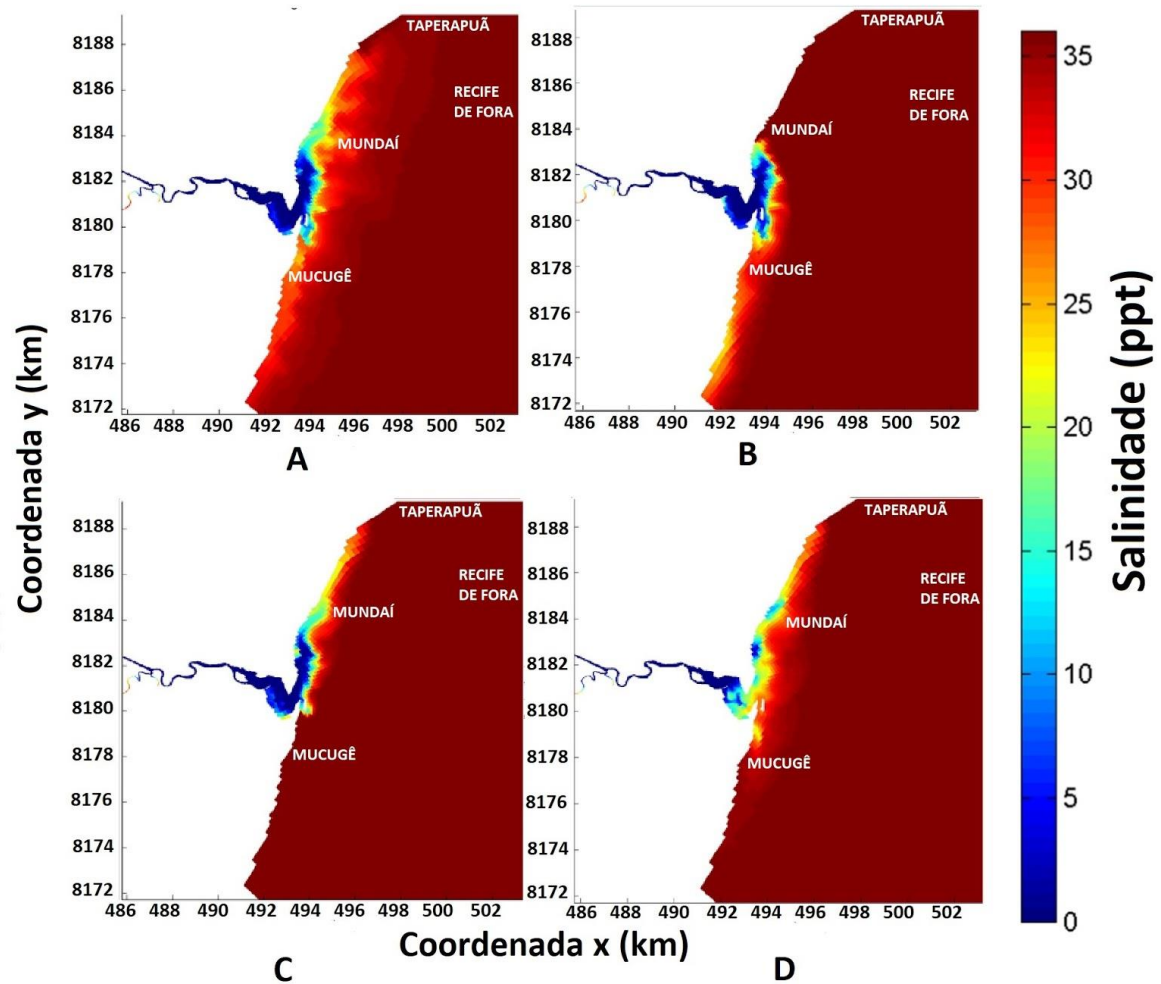 TAPERAPUÃ
8188
8186
RECIFE
DE FORA
8184
MUNDAÍ
8182
8180
8178
MUCUGÊ
8176
8174
8172
486 488 490 492 494 496 498 500 502
A
TAPERAPUÃ
8188
8186
RECIFE
DE FORA
8184
MUNDAÍ
8182
8180
8178
MUCUGÊ
8176
8174
8172
486 488 490 492 494 496 498 500 502
B
TAPERAPUÃ
8188
8186
RECIFE
DE FORA
8184
MUNDAÍ
8182
8180
8178
MUCUGÊ
8176
8174
8172
486 488 490 492 494 496 498 500 502
C
TAPERAPUÃ
8188
8186
RECIFE
DE FORA
8184
MUNDAÍ
8182
8180
8178
MUCUGÊ
8176
8174
8172
486 488 490 492 494 496 498 500 502
D
Coordenada y (km)
Coordenada x (km)
35
30
25
20
15
10
5
0
Salinidade (ppt)